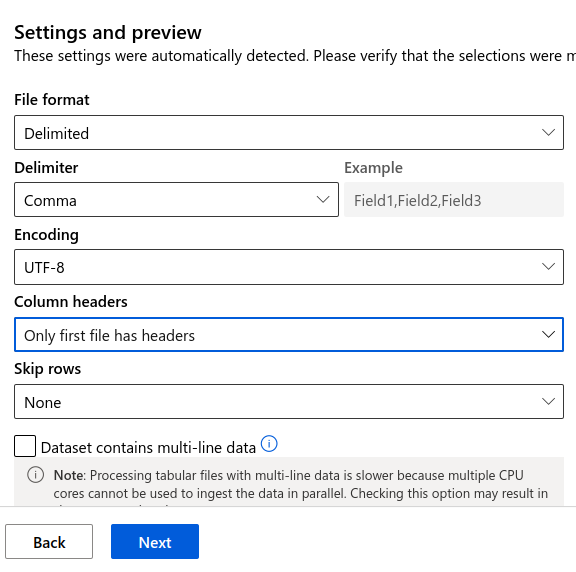 Settings and preview
These settings were automatically detected. Please verify that the selections were
File format
Delimited
Delimiter
Example
Comma
Field1,Field2,Field3
Encoding
UTF-8
Column headers
Only first file has headers
Skip rows
None
Dataset contains multi-line data
Note: Processing tabular files with multi-line data is slower because multiple CPU
cores cannot be used to ingest the data in parallel. Checking this option may result in
Back
Next